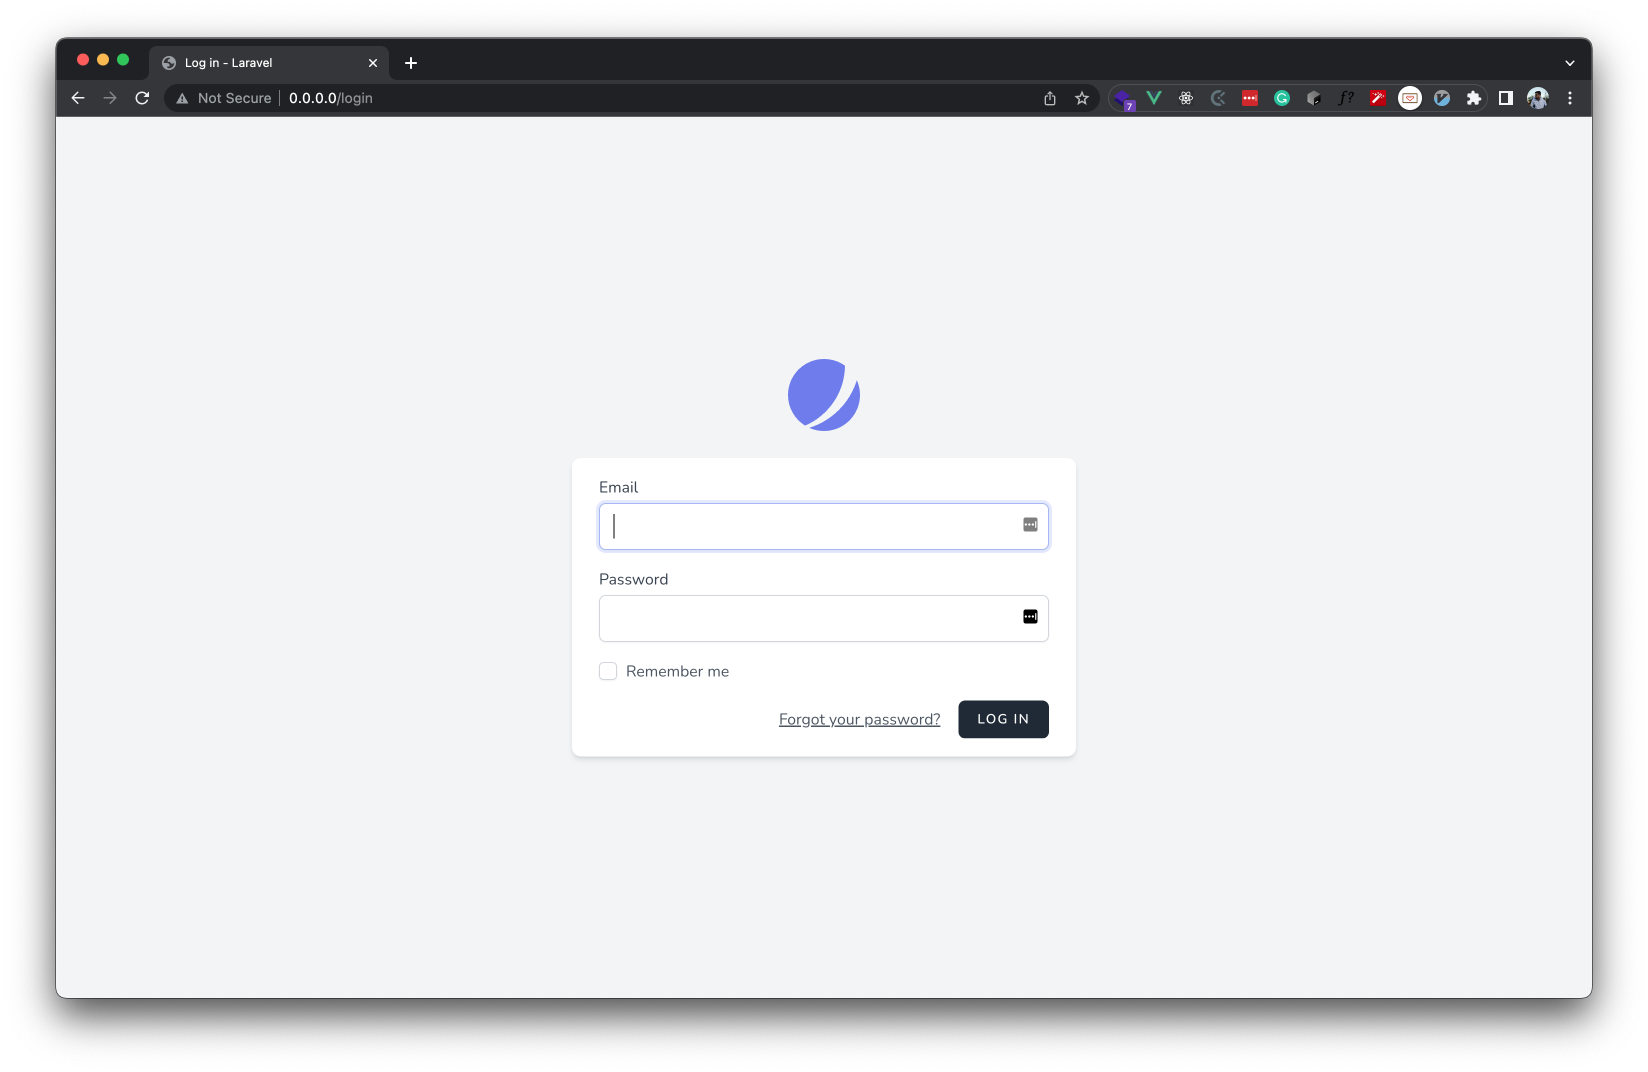 Log in - Laravel
Not Secure 0.0.0.0/login
7
f?
Email
Password
Remember me
Forgot your password?
LOG IN